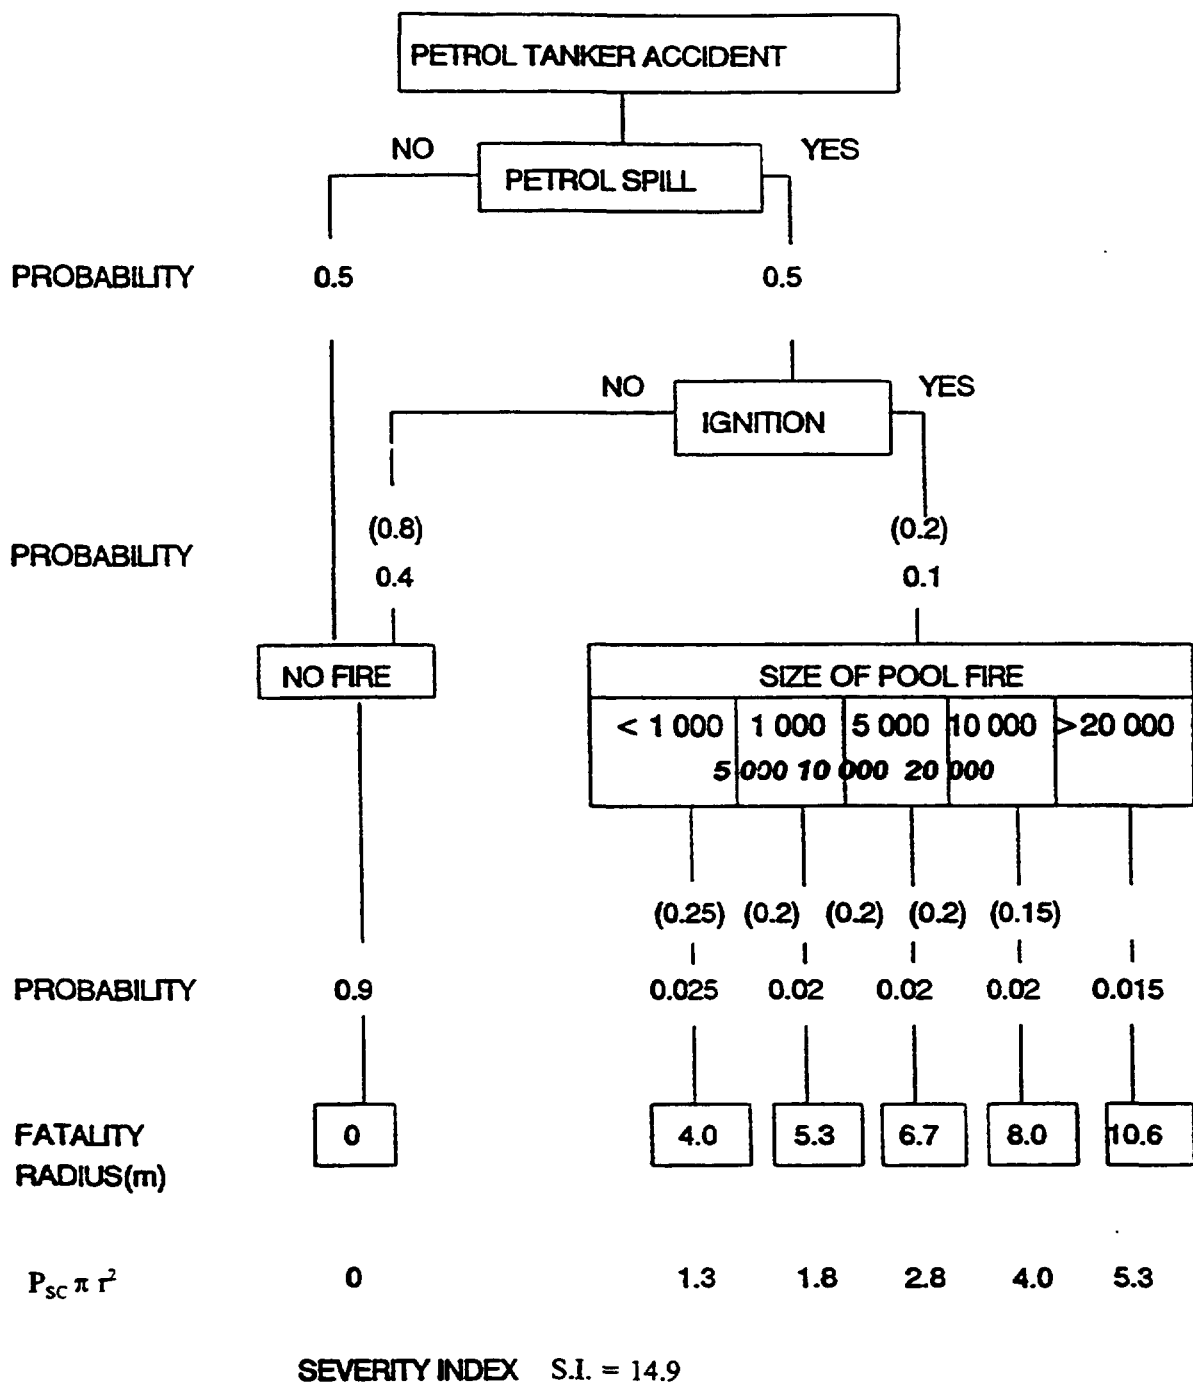 PETROL TANKER ACCIDENT
NO YES
PETROL SPILL
PROBABILITY 0.5 0.5
NO YES
IGNITION
(0.8) (0.2)
PROBABILITY
0.4 0.1
NO FIRE SIZE OF POOL FIRE
< 1 000 1 000 5 000 10 000 >20 000
5 000 10 000 20 000
(0.25) (0.2) (0.2) (0.2) (0.15)
PROBABILITY 0.9 0.025 0.02 0.02 0.02 0.015
FATALITY 0 4.0 5.3 6.7 8.0 10.6
RADIUS(m)
P_SC π r² 0 1.3 1.8 2.8 4.0 5.3
SEVERITY INDEX S.I. = 14.9